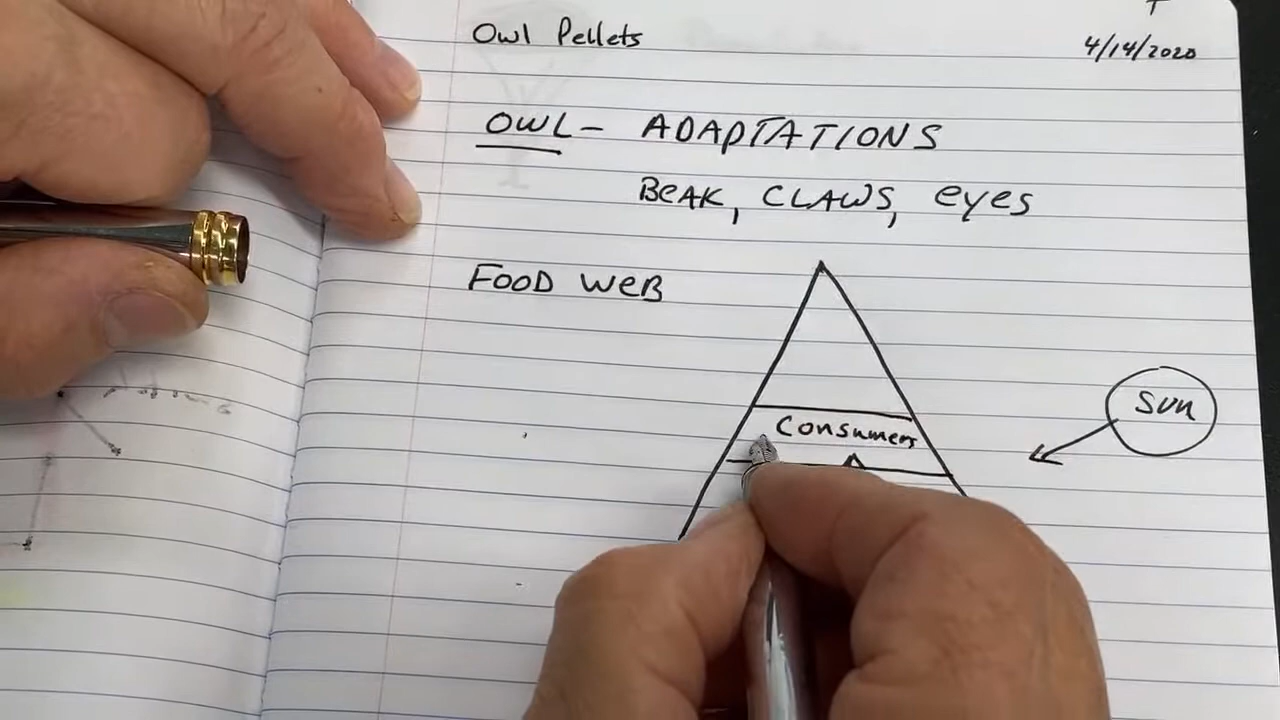 Owl Pellets
4/14/2020
OWL - ADAPTATIONS
BEAK, CLAWS, eyes
FOOD WEB
Consumers
Sun